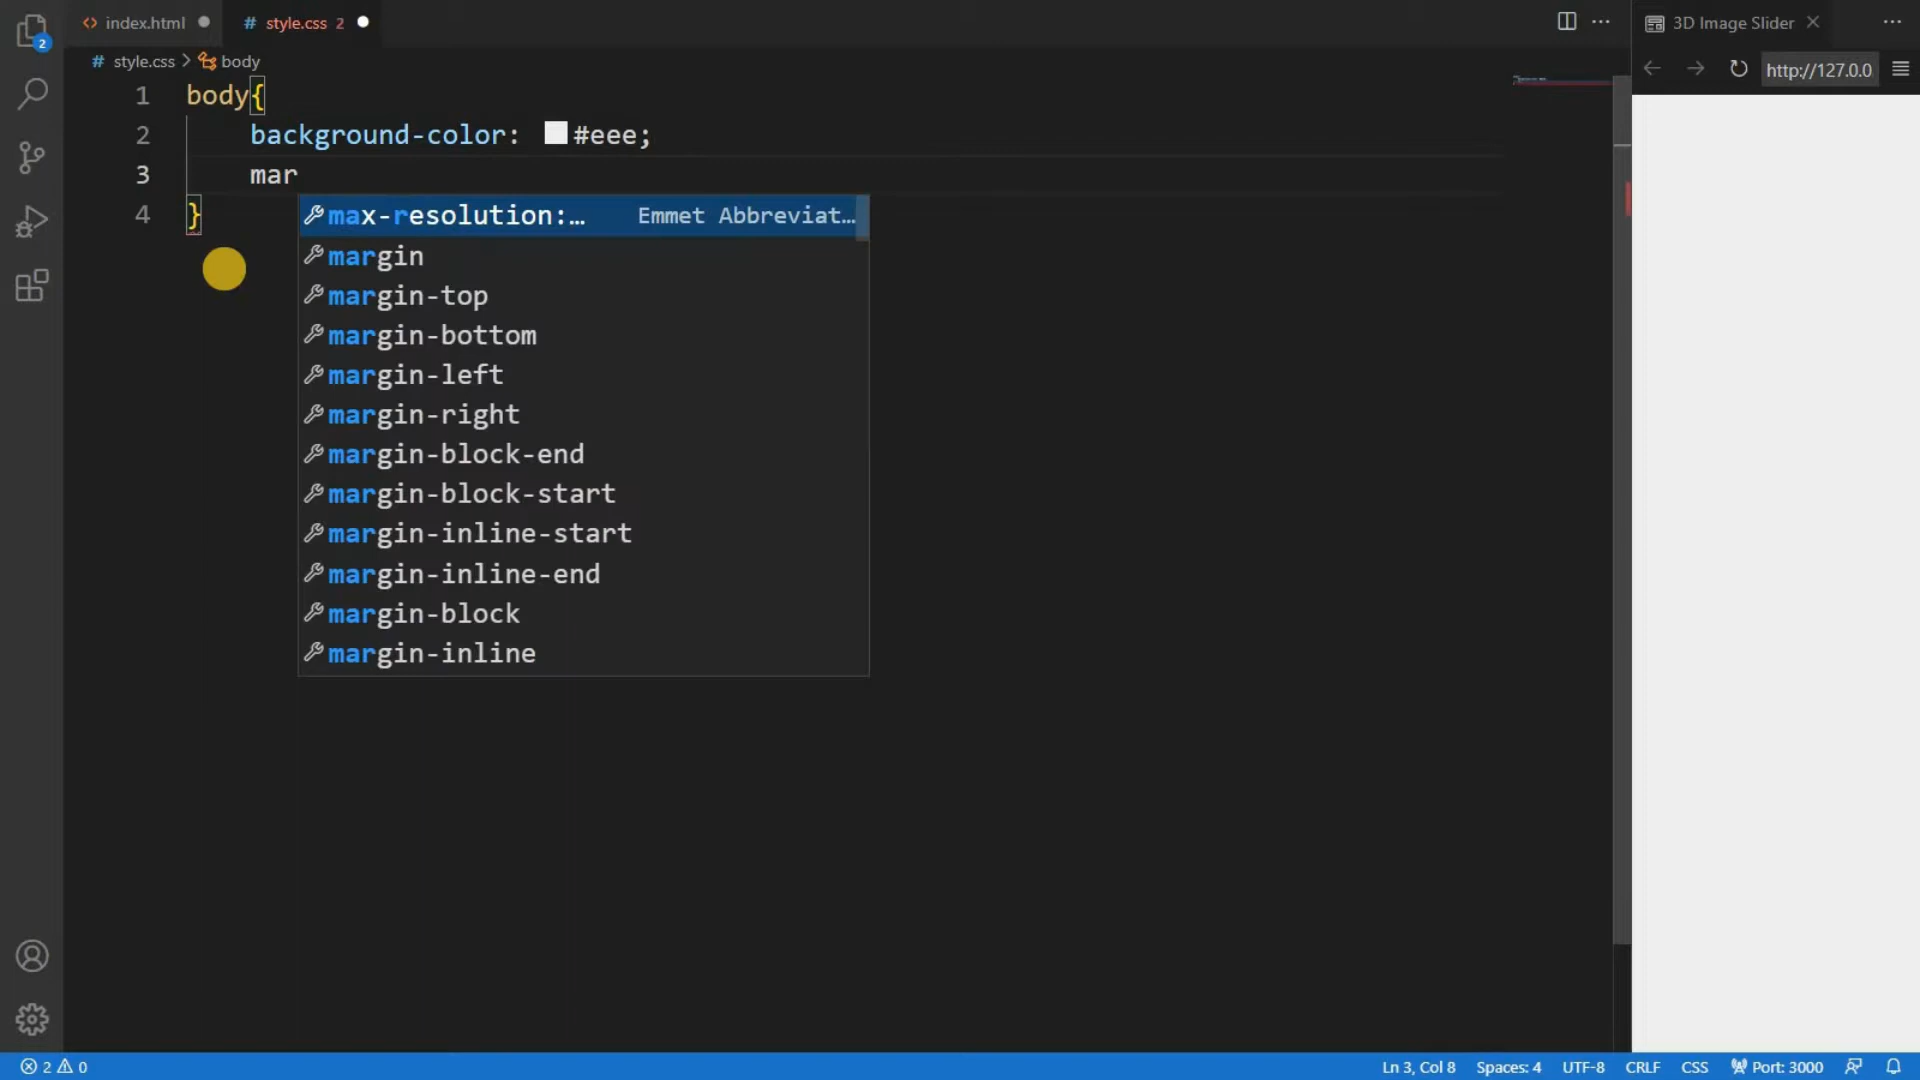 index.html
# style.css 2
3D Image Slider
# style.css > body
http://127.0.0
1 body{
2 background-color: #eee;
3 mar
4 }
max-resolution:… Emmet Abbreviat…
margin
margin-top
margin-bottom
margin-left
margin-right
margin-block-end
margin-block-start
margin-inline-start
margin-inline-end
margin-block
margin-inline
2
2 0
Ln 3, Col 8 Spaces: 4 UTF-8 CRLF CSS Port: 3000